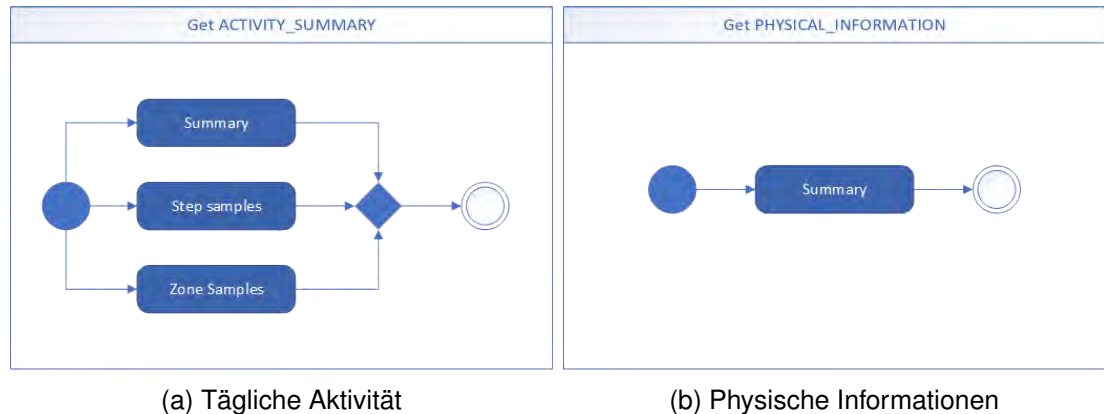 Get ACTIVITY_SUMMARY
Summary
Step samples
Zone Samples
(a) Tägliche Aktivität
Get PHYSICAL_INFORMATION
Summary
(b) Physische Informationen